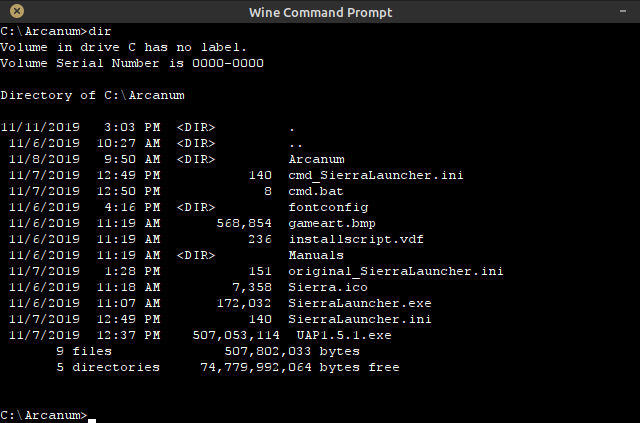 Wine Command Prompt
C:\Arcanum>dir
Volume in drive C has no label.
Volume Serial Number is 0000-0000
Directory of C:\Arcanum
11/11/2019   3:03 PM  <DIR>         .
11/6/2019  10:27 AM  <DIR>         ..
11/8/2019   9:50 AM  <DIR>         Arcanum
11/7/2019  12:49 PM           140  cmd_SierraLauncher.ini
11/7/2019  12:50 PM             8  cmd.bat
11/6/2019   4:16 PM  <DIR>         fontconfig
11/6/2019  11:19 AM       568,854  gameart.bmp
11/6/2019  11:19 AM           236  installscript.vdf
11/6/2019  11:19 AM  <DIR>         Manuals
11/7/2019   1:28 PM           151  original_SierraLauncher.ini
11/6/2019  11:18 AM         7,358  Sierra.ico
11/6/2019  11:07 AM       172,032  SierraLauncher.exe
11/7/2019  12:49 PM           140  SierraLauncher.ini
11/7/2019  12:37 PM    507,053,114  UAP1.5.1.exe
9 files              507,802,033 bytes
5 directories     74,779,992,064 bytes free
C:\Arcanum>